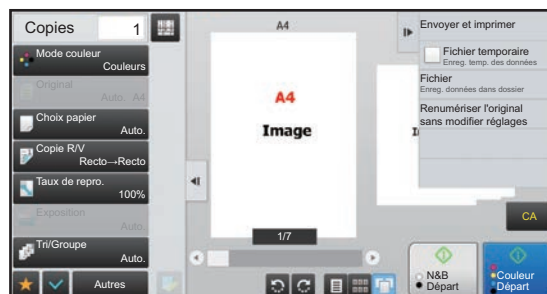 Copies 1
Mode couleur
Couleurs
Original
Auto. A4
Choix papier
Auto.
Copie R/V
Recto→Recto
Taux de repro.
100%
Exposition
Auto.
Tri/Groupe
Auto.
Autres
A4
A4
Image
1/7
Envoyer et imprimer
Fichier temporaire
Enreg. temp. des données
Fichier
Enreg. données dans dossier
Renumériser l'original
sans modifier réglages
CA
N&B
Départ
Couleur
Départ